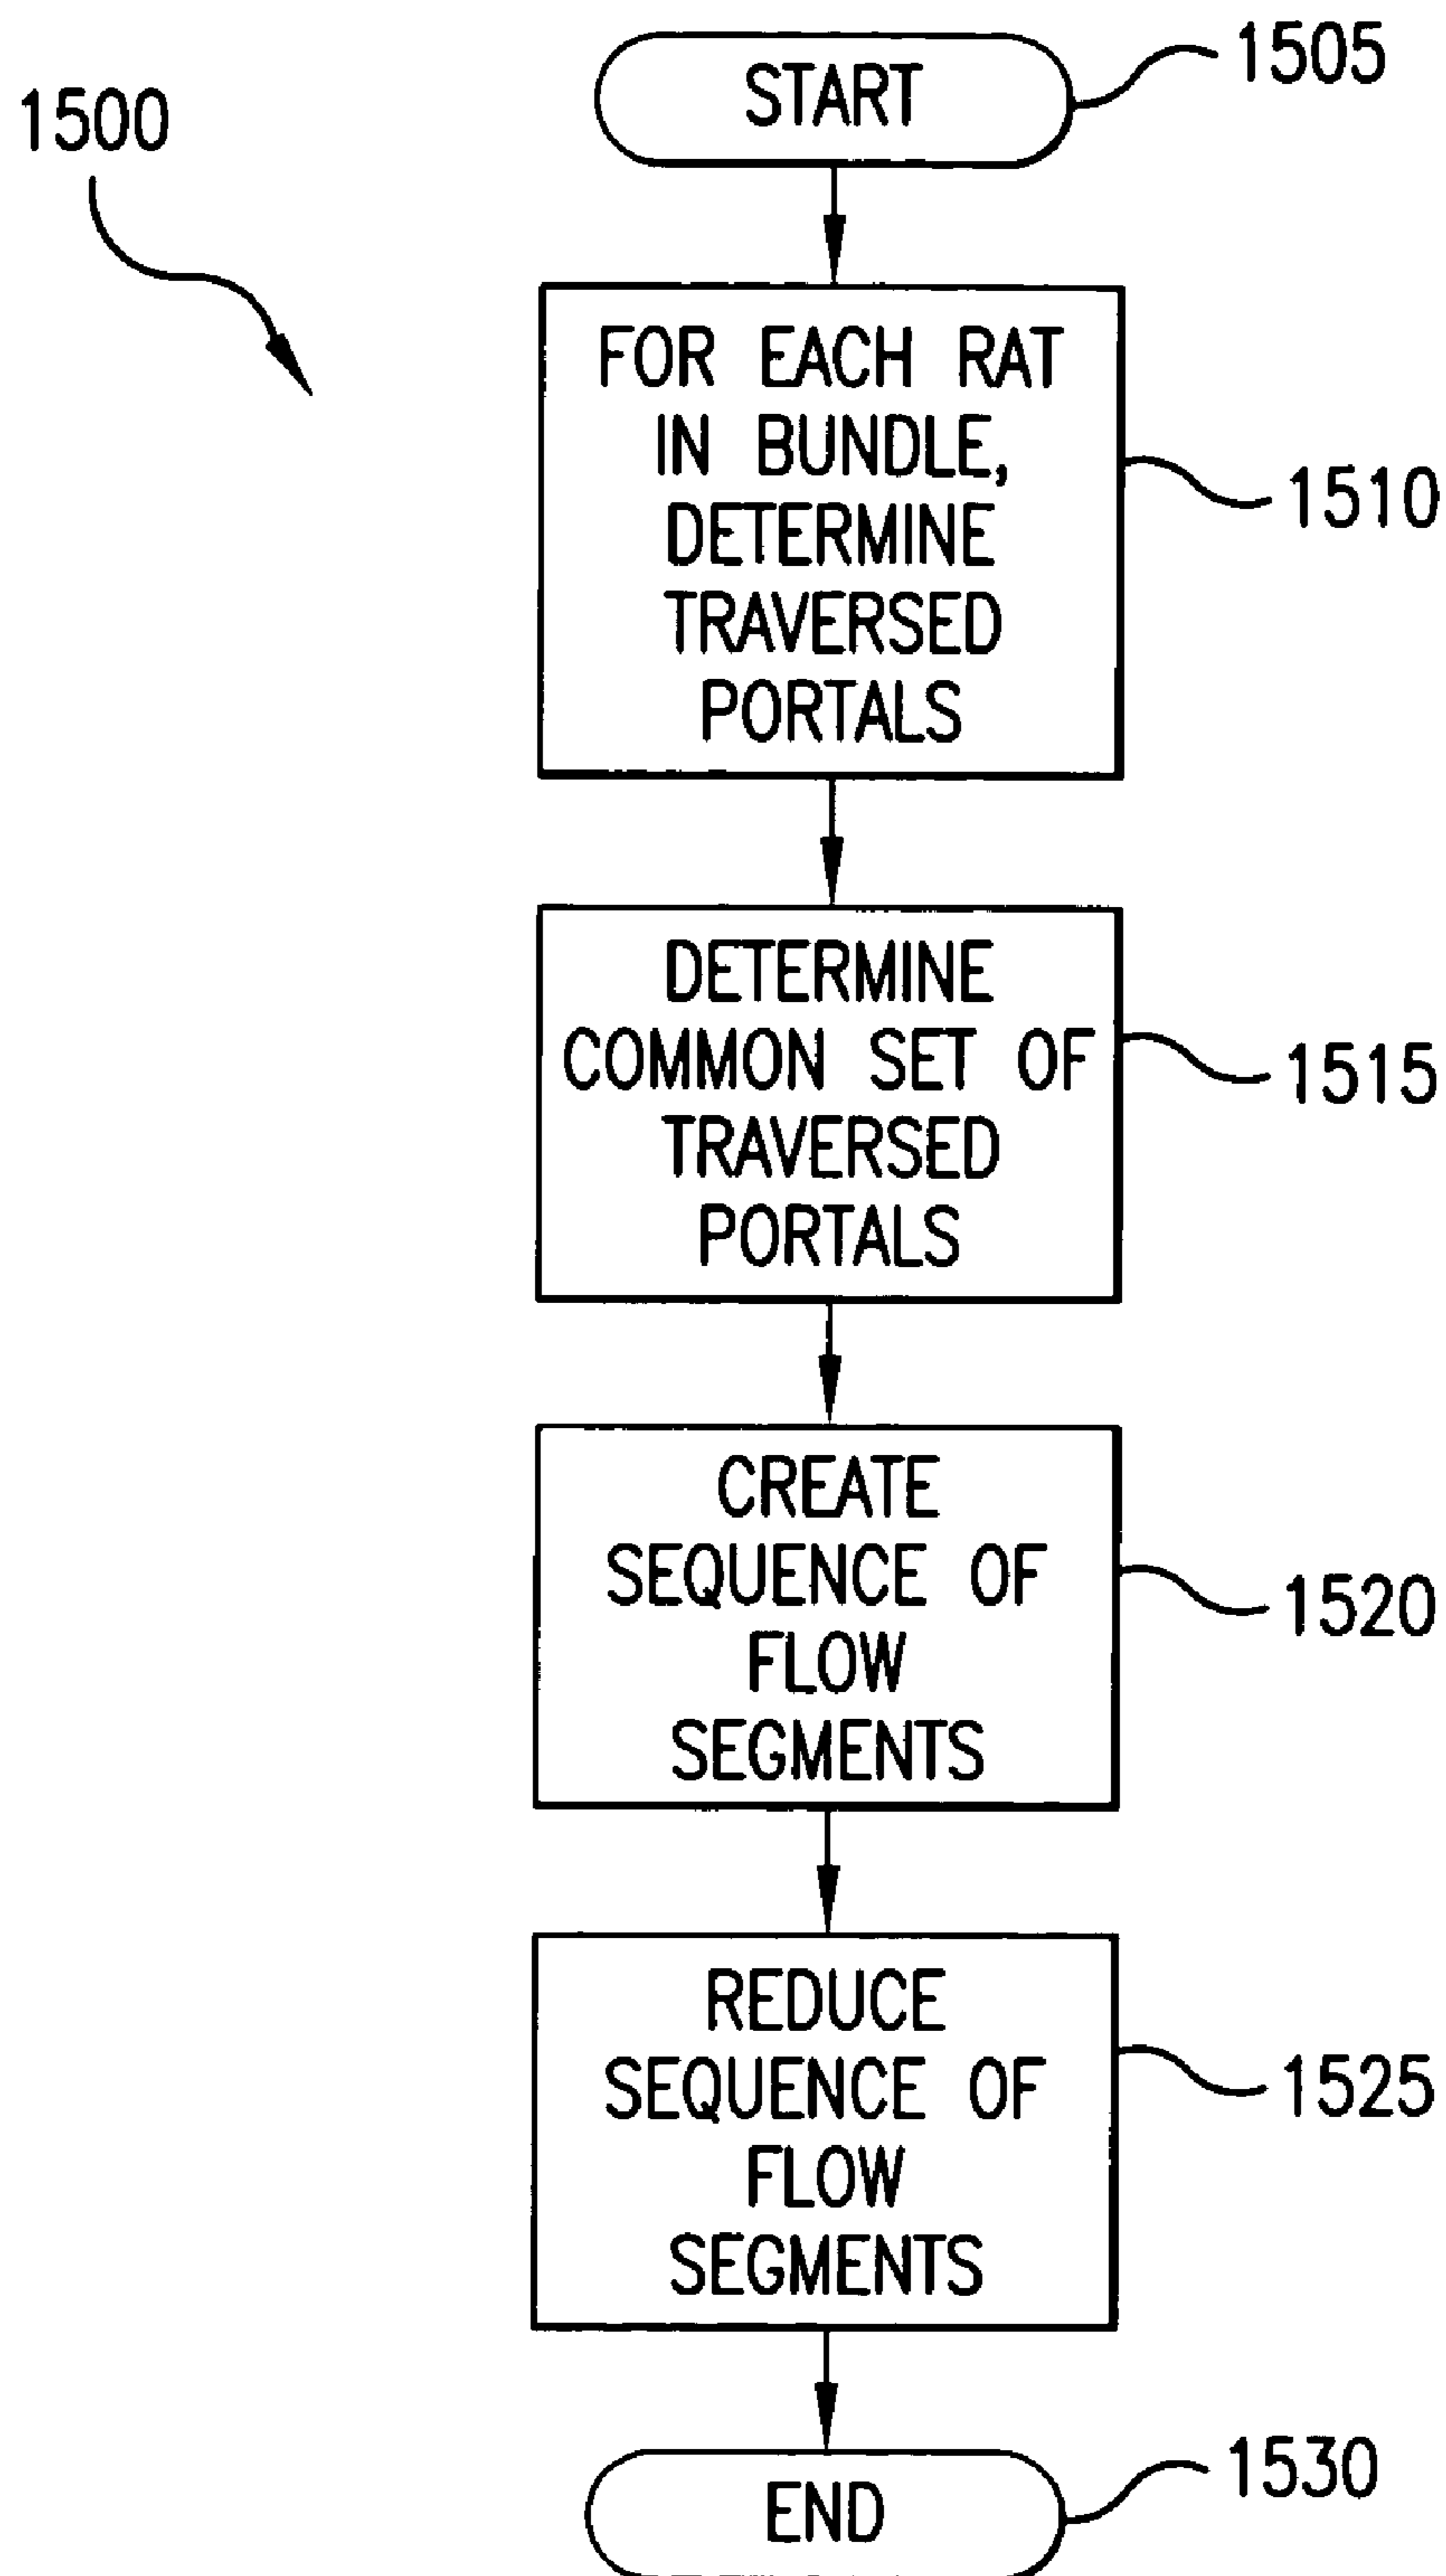 1500
START
1505
FOR EACH RAT
IN BUNDLE,
DETERMINE
TRAVERSED
PORTALS
1510
DETERMINE
COMMON SET OF
TRAVERSED
PORTALS
1515
CREATE
SEQUENCE OF
FLOW
SEGMENTS
1520
REDUCE
SEQUENCE OF
FLOW
SEGMENTS
1525
END
1530